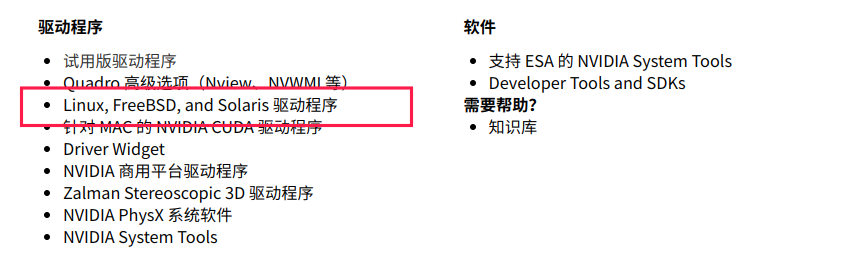 驱动程序
试用版驱动程序
Quadro 高级选项（Nview、 NVWMI 等）
Linux, FreeBSD, and Solaris 驱动程序
针对 MAC 的 NVIDIA CUDA 驱动程序
Driver Widget
NVIDIA 商用平台驱动程序
Zalman Stereoscopic 3D 驱动程序
NVIDIA PhysX 系统软件
NVIDIA System Tools
软件
支持 ESA 的 NVIDIA System Tools
Developer Tools and SDKs
需要帮助？
知识库